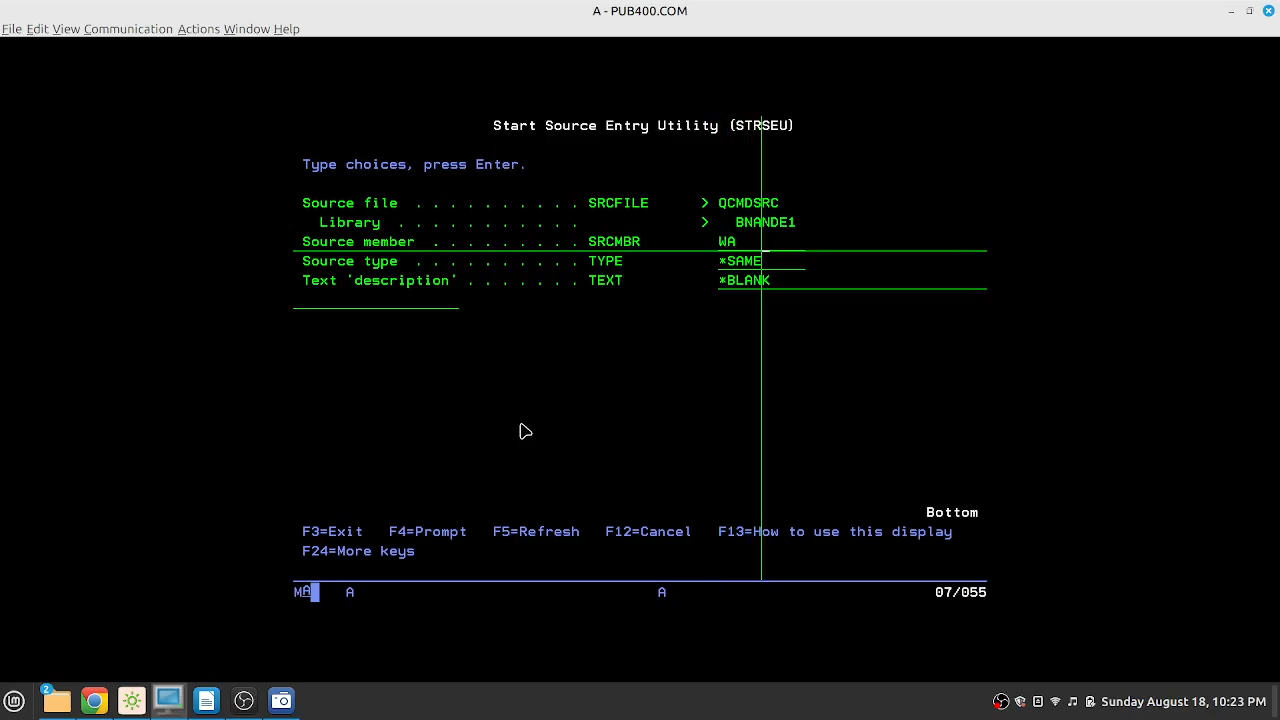 A - PUB400.COM
File Edit View Communication Actions Window Help
Start Source Entry Utility (STRSEU)
Type choices, press Enter.
Source file . . . . . . . . . . SRCFILE > QCMDSRC
Library . . . . . . . . . . . > BNANDE1
Source member . . . . . . . . . SRCMBR WA
Source type . . . . . . . . . . TYPE *SAME
Text 'description' . . . . . . . TEXT *BLANK
Bottom
F3=Exit F4=Prompt F5=Refresh F12=Cancel F13=How to use this display
F24=More keys
MA A A 07/055
2 Sunday August 18, 10:23 PM